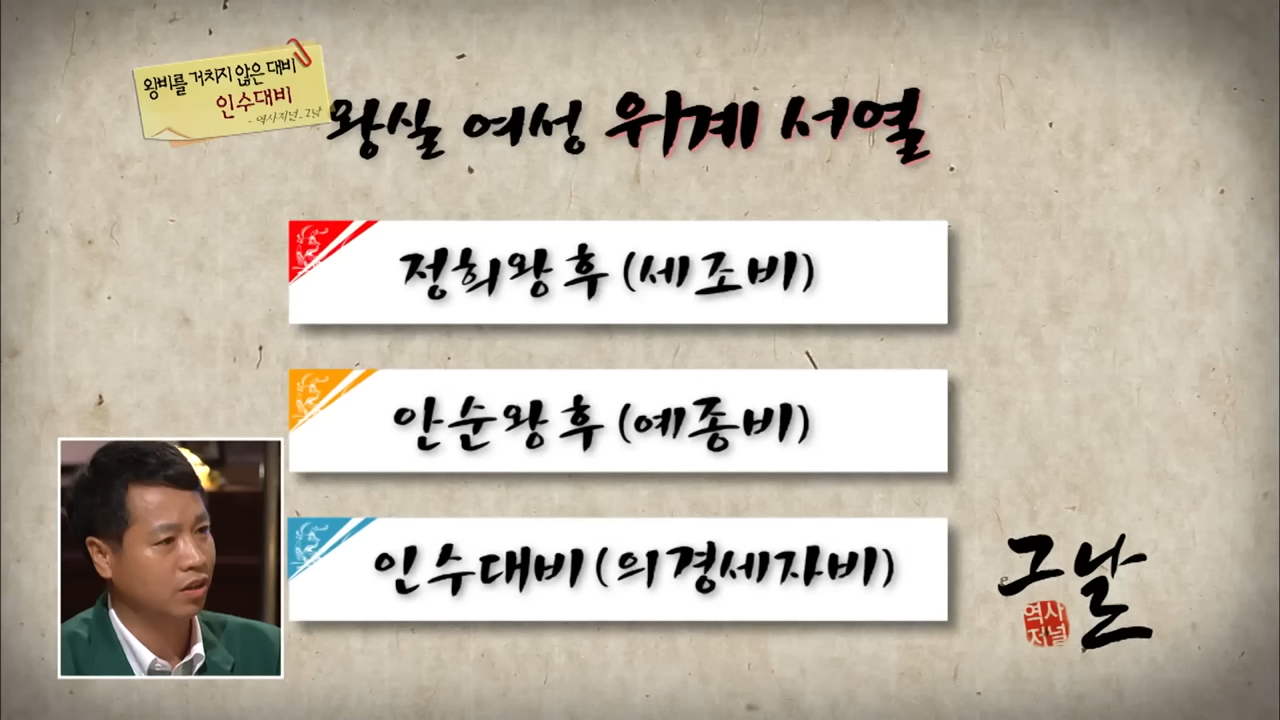 왕비를 거치지 않은 대비
인수대비
- 역사저널_그날
왕실 여성 위계 서열
정희왕후 (세조비)
안순왕후 (예종비)
인수대비 (의경세자비)
그날
역사
저널